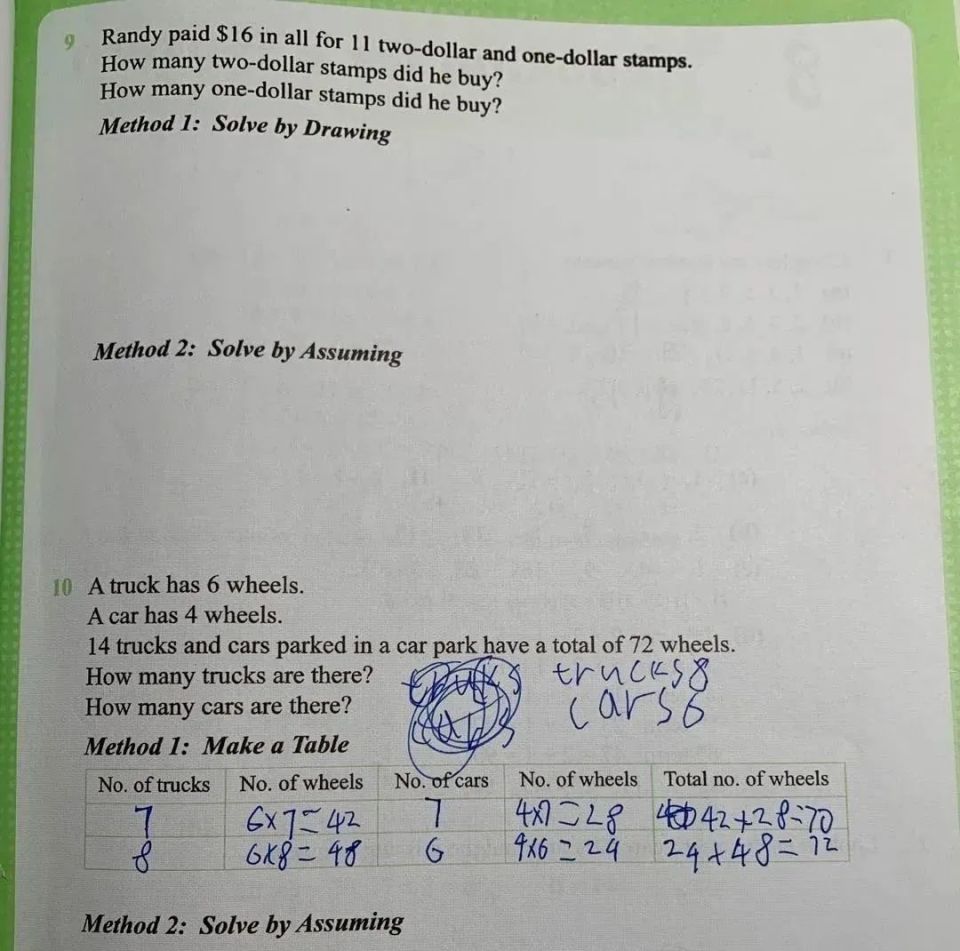 9 Randy paid $16 in all for 11 two-dollar and one-dollar stamps.
How many two-dollar stamps did he buy?
How many one-dollar stamps did he buy?
Method 1: Solve by Drawing
Method 2: Solve by Assuming
10 A truck has 6 wheels.
A car has 4 wheels.
14 trucks and cars parked in a car park have a total of 72 wheels.
How many trucks are there? trucks 8
How many cars are there? cars 6
Method 1: Make a Table
No. of trucks No. of wheels No. of cars No. of wheels Total no. of wheels
7 6x7=42 7 4x7=28 42+28=70
8 6x8=48 6 4x6=24 24+48=72
Method 2: Solve by Assuming